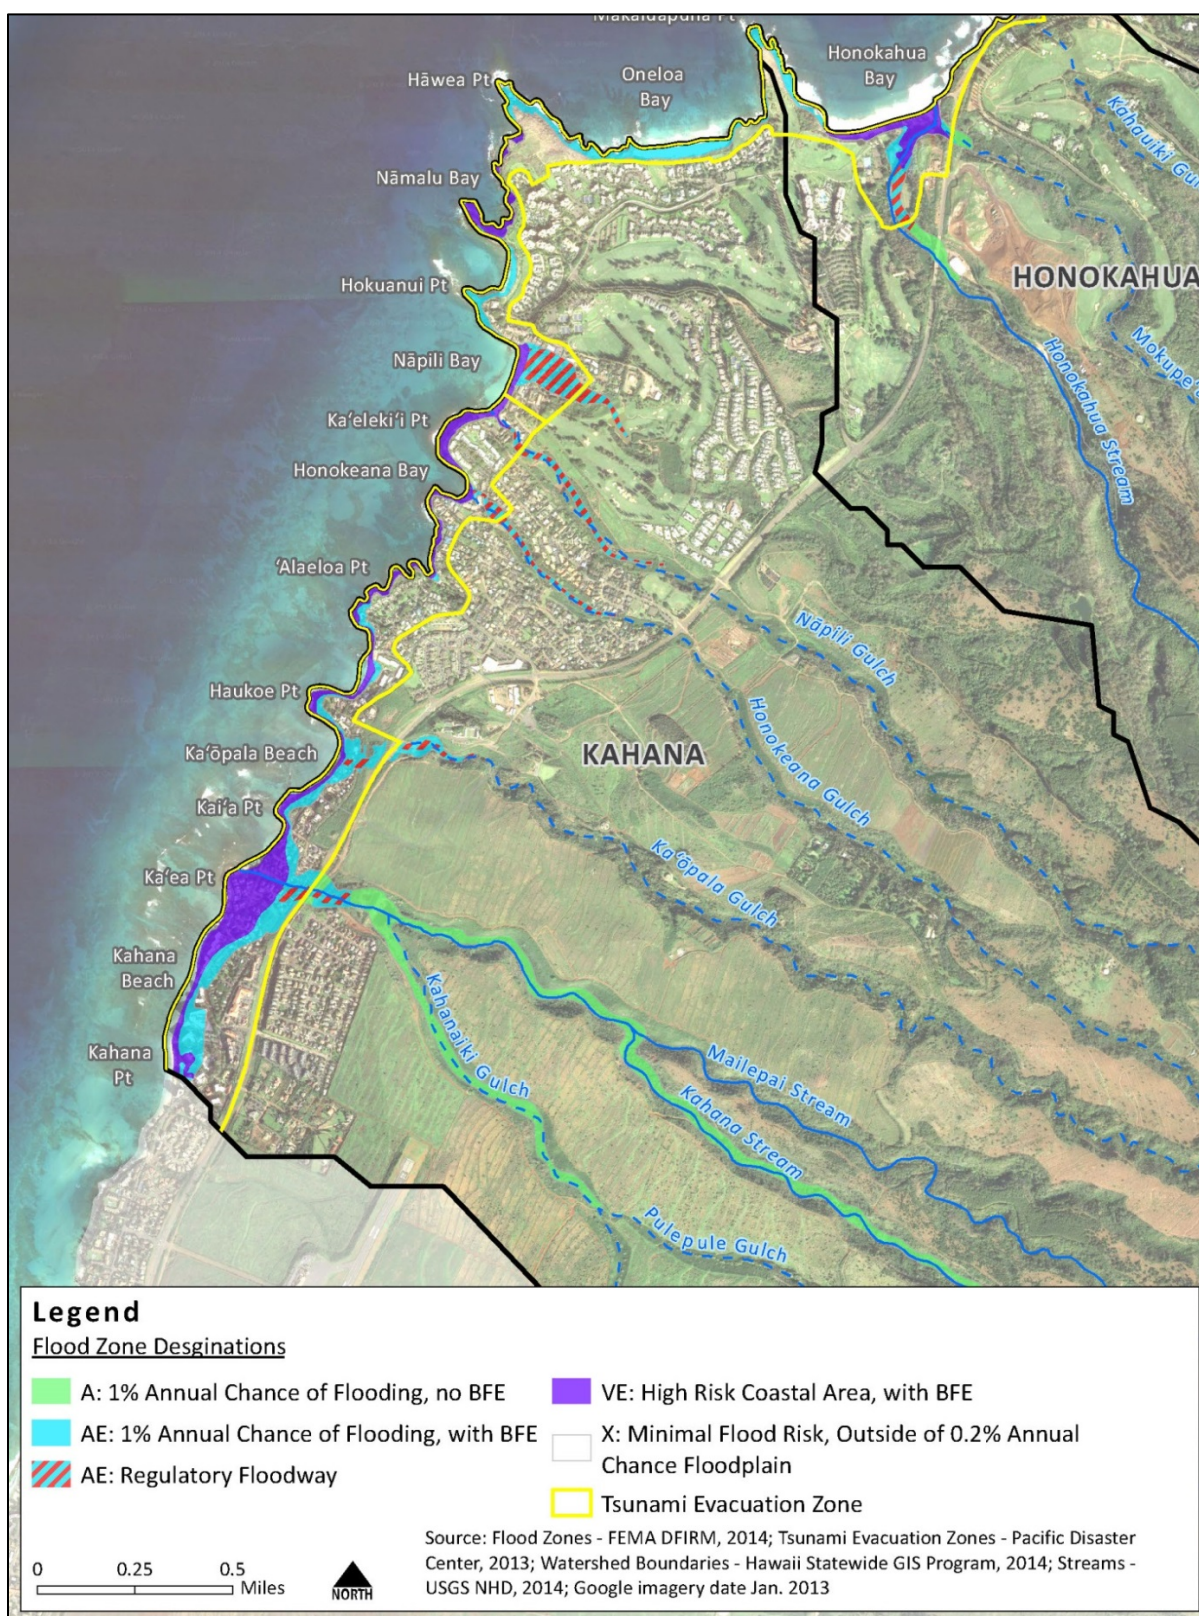 Makāluapuna Pt
Honokahua
Bay
Oneloa
Bay
Hāwea Pt
Kahauiki Gu
Nāmalu Bay
HONOKAHUA
Hokuanui Pt
Mokupe‘
Honokahua Stream
Nāpili Bay
Ka‘eleki‘i Pt
Honokeana Bay
‘Alaeloa Pt
Nāpili Gulch
Haukoe Pt
Honokeana Gulch
Ka‘ōpala Beach
KAHANA
Kai‘a Pt
Ka‘ōpala Gulch
Ka‘ea Pt
Kahana
Beach
Kahanaiki Gulch
Kahana
Pt
Mailepai Stream
Kahana Stream
Pulepule Gulch
Legend
Flood Zone Desginations
A: 1% Annual Chance of Flooding, no BFE
AE: 1% Annual Chance of Flooding, with BFE
AE: Regulatory Floodway
VE: High Risk Coastal Area, with BFE
X: Minimal Flood Risk, Outside of 0.2% Annual
Chance Floodplain
Tsunami Evacuation Zone
0 0.25 0.5
Miles
NORTH
Source: Flood Zones - FEMA DFIRM, 2014; Tsunami Evacuation Zones - Pacific Disaster
Center, 2013; Watershed Boundaries - Hawaii Statewide GIS Program, 2014; Streams -
USGS NHD, 2014; Google imagery date Jan. 2013